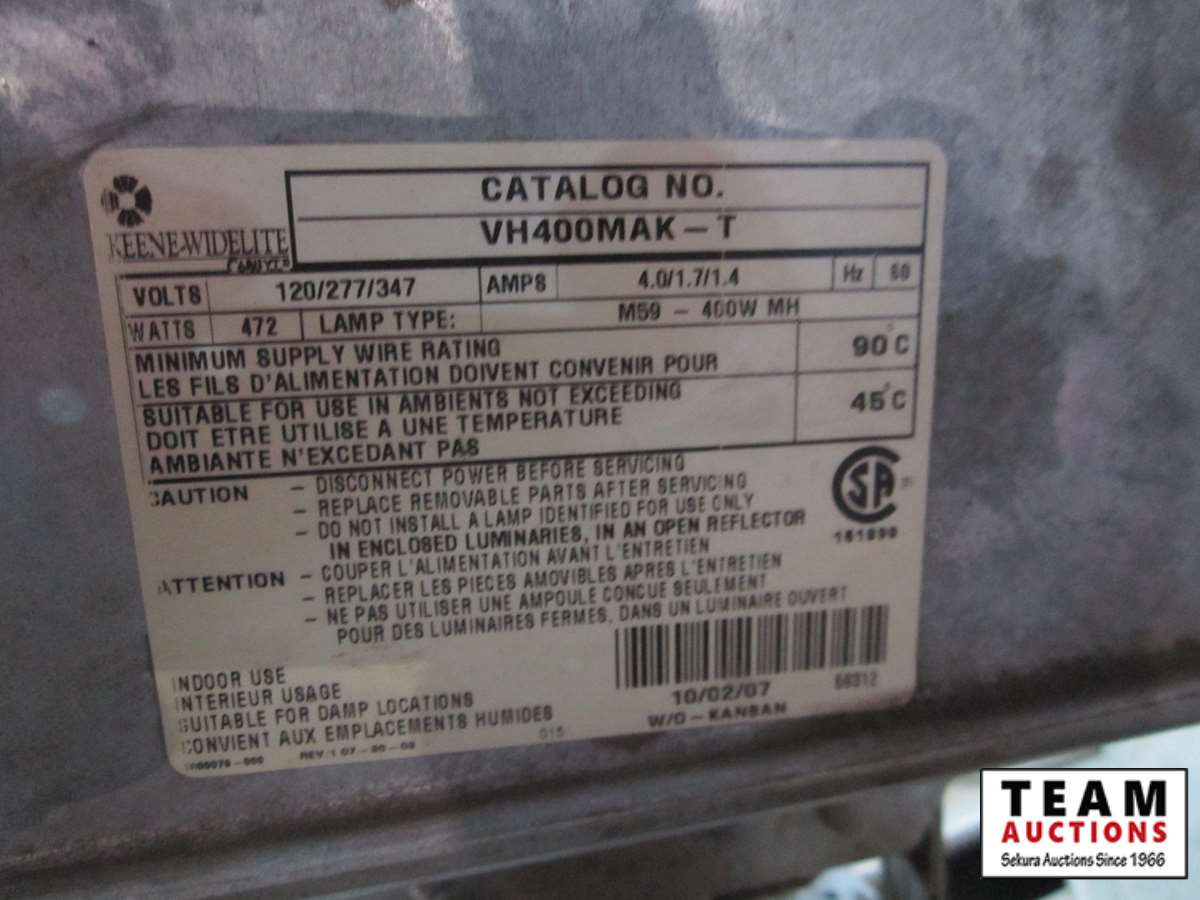 CATALOG NO.
KEENE-WIDELITE
VH400MAK-T
VOLTS 120/277/347 AMPS 4.0/1.7/1.4 Hz 60
WATTS 472 LAMP TYPE: M59 - 400W MH
MINIMUM SUPPLY WIRE RATING
LES FILS D'ALIMENTATION DOIVENT CONVENIR POUR
90°C
SUITABLE FOR USE IN AMBIENTS NOT EXCEEDING
DOIT ETRE UTILISE A UNE TEMPERATURE
AMBIANTE N'EXCEDANT PAS
45°C
CAUTION - DISCONNECT POWER BEFORE SERVICING
- REPLACE REMOVABLE PARTS AFTER SERVICING
- DO NOT INSTALL A LAMP IDENTIFIED FOR USE ONLY
IN ENCLOSED LUMINARIES, IN AN OPEN REFLECTOR
ATTENTION - COUPER L'ALIMENTATION AVANT L'ENTRETIEN
- REPLACER LES PIECES AMOVIBLES APRES L'ENTRETIEN
- NE PAS UTILISER UNE AMPOULE CONCUE SEULEMENT
POUR DES LUMINAIRES FERMES, DANS UN LUMINAIRE OUVERT
SA
INDOOR USE
INTERIEUR USAGE
SUITABLE FOR DAMP LOCATIONS
CONVIENT AUX EMPLACEMENTS HUMIDES
015
10/02/07
W/O - KANBAN
TEAM
AUCTIONS
Sekura Auctions Since 1966